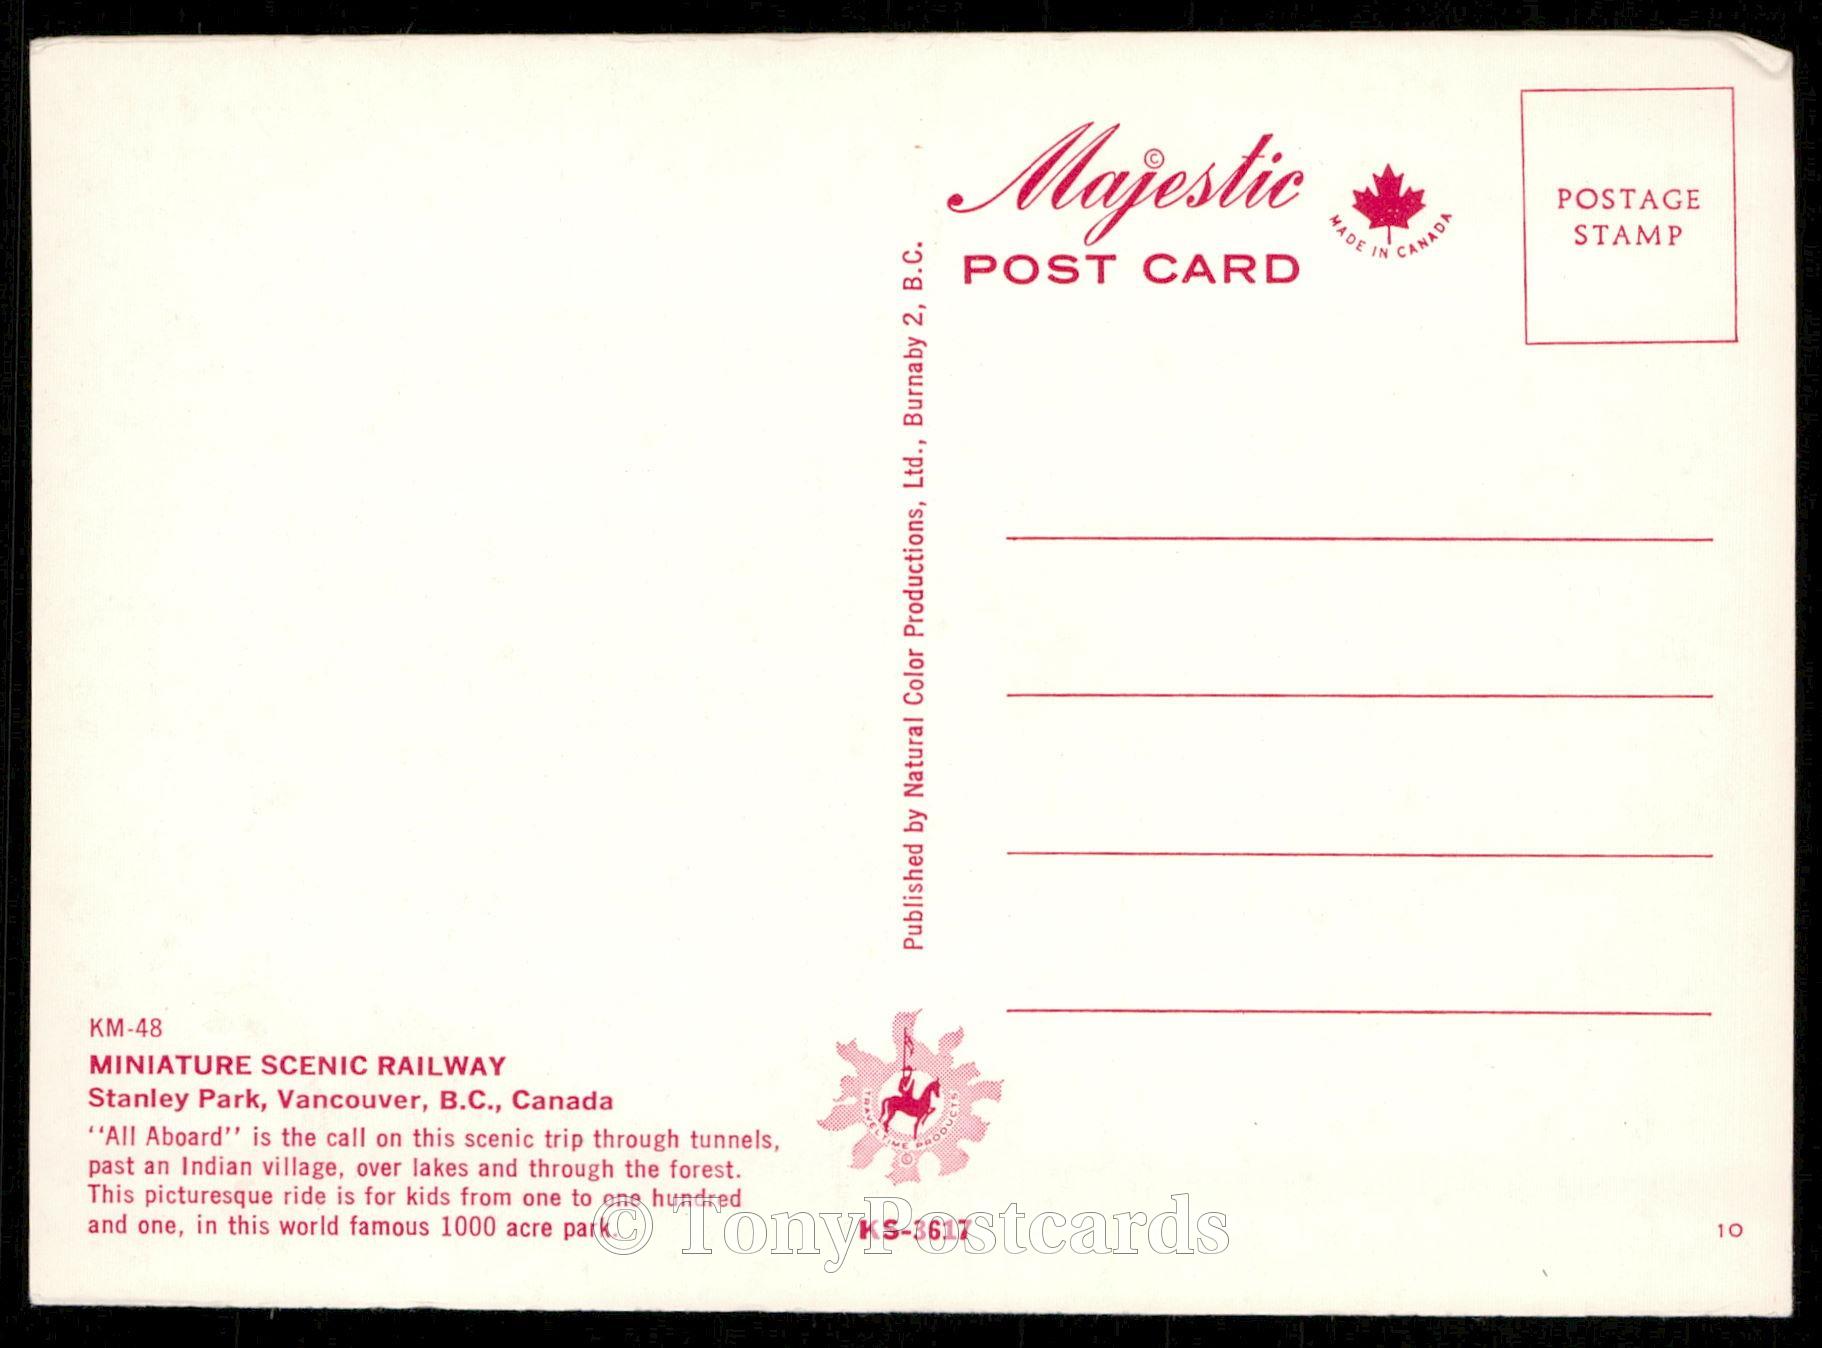 Majestic ©
POST CARD
MADE IN CANADA
POSTAGE
STAMP
Published by Natural Color Productions, Ltd., Burnaby 2, B.C.
KM-48
MINIATURE SCENIC RAILWAY
Stanley Park, Vancouver, B.C., Canada
‘‘All Aboard’’ is the call on this scenic trip through tunnels,
past an Indian village, over lakes and through the forest.
This picturesque ride is for kids from one to one hundred
and one, in this world famous 1000 acre park.
TRAVELTIME PRODUCTS
©
KS-3617
10
© TonyPostcards